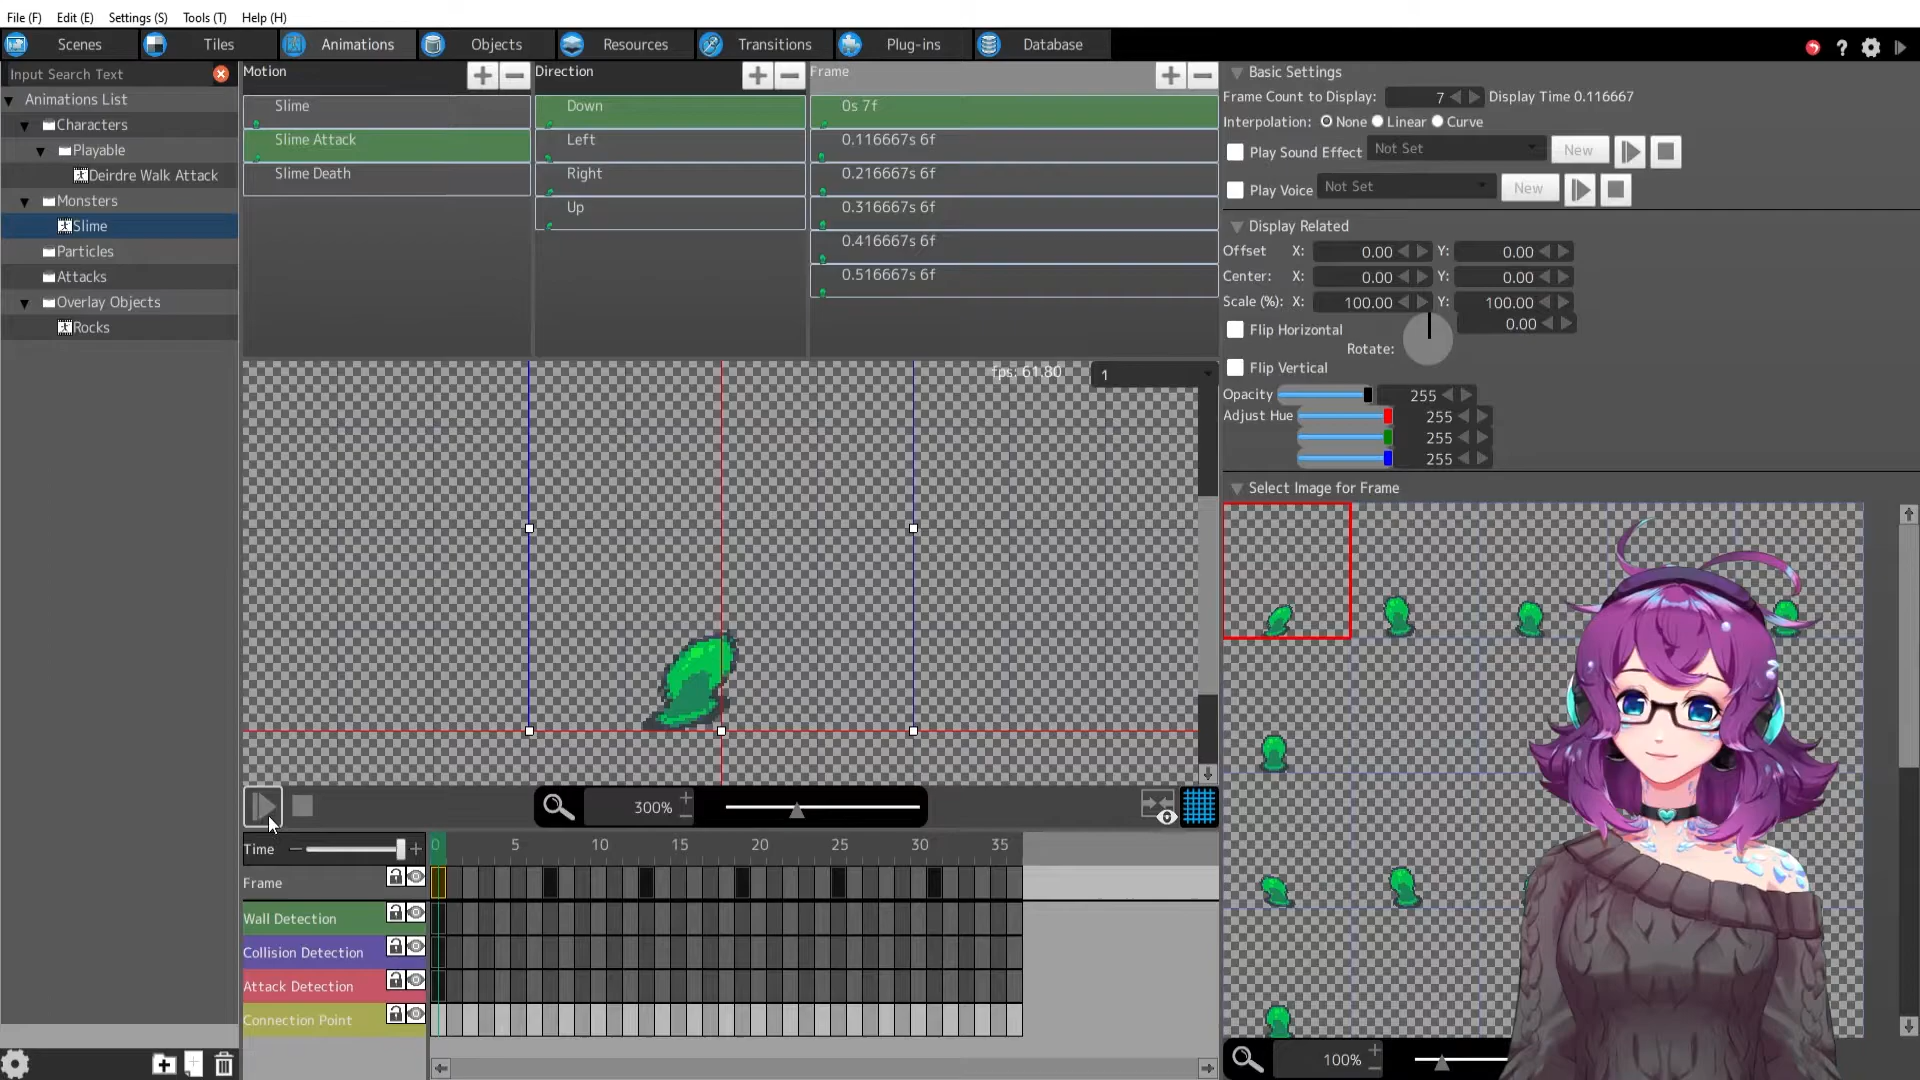 File (F) Edit (E) Settings (S) Tools (T) Help (H)
Scenes Tiles Animations Objects Resources Transitions Plug-ins Database
Input Search Text
Animations List
Characters
Playable
Deirdre Walk Attack
Monsters
Slime
Particles
Attacks
Overlay Objects
Rocks
Motion
Slime
Slime Attack
Slime Death
Direction
Down
Left
Right
Up
Frame
0s 7f
0.116667s 6f
0.216667s 6f
0.316667s 6f
0.416667s 6f
0.516667s 6f
fps: 61.80 1
300%
Time 0 5 10 15 20 25 30 35
Frame
Wall Detection
Collision Detection
Attack Detection
Connection Point
Basic Settings
Frame Count to Display: 7 Display Time 0.116667
Interpolation: None Linear Curve
Play Sound Effect Not Set New
Play Voice Not Set New
Display Related
Offset X: 0.00 Y: 0.00
Center: X: 0.00 Y: 0.00
Scale (%): X: 100.00 Y: 100.00
Flip Horizontal 0.00
Rotate:
Flip Vertical
Opacity 255
Adjust Hue 255
255
255
Select Image for Frame
100%